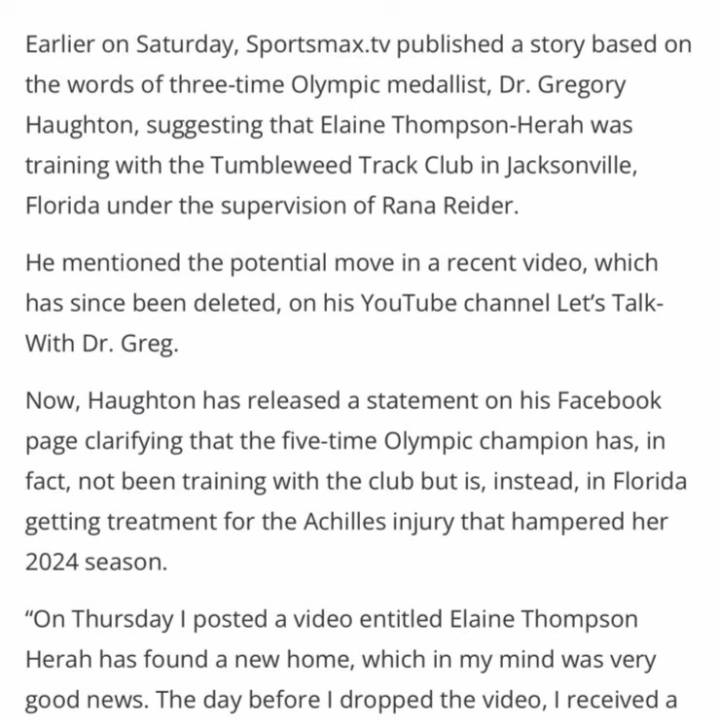 Earlier on Saturday, Sportsmax.tv published a story based on
the words of three-time Olympic medallist, Dr. Gregory
Haughton, suggesting that Elaine Thompson-Herah was
training with the Tumbleweed Track Club in Jacksonville,
Florida under the supervision of Rana Reider.
He mentioned the potential move in a recent video, which
has since been deleted, on his YouTube channel Let’s Talk-
With Dr. Greg.
Now, Haughton has released a statement on his Facebook
page clarifying that the five-time Olympic champion has, in
fact, not been training with the club but is, instead, in Florida
getting treatment for the Achilles injury that hampered her
2024 season.
“On Thursday I posted a video entitled Elaine Thompson
Herah has found a new home, which in my mind was very
good news. The day before I dropped the video, I received a